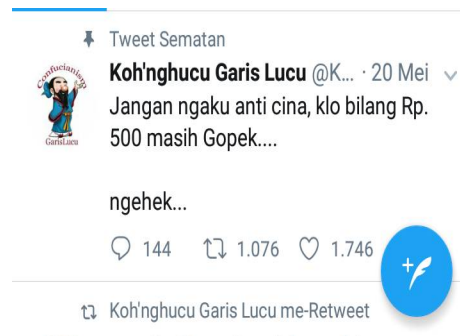 Tweet Sematan
Koh'nghucu Garis Lucu @K... · 20 Mei
Confucianism
GarisLucu
Jangan ngaku anti cina, klo bilang Rp.
500 masih Gopek....
ngehek...
144 1.076 1.746
Koh'nghucu Garis Lucu me-Retweet